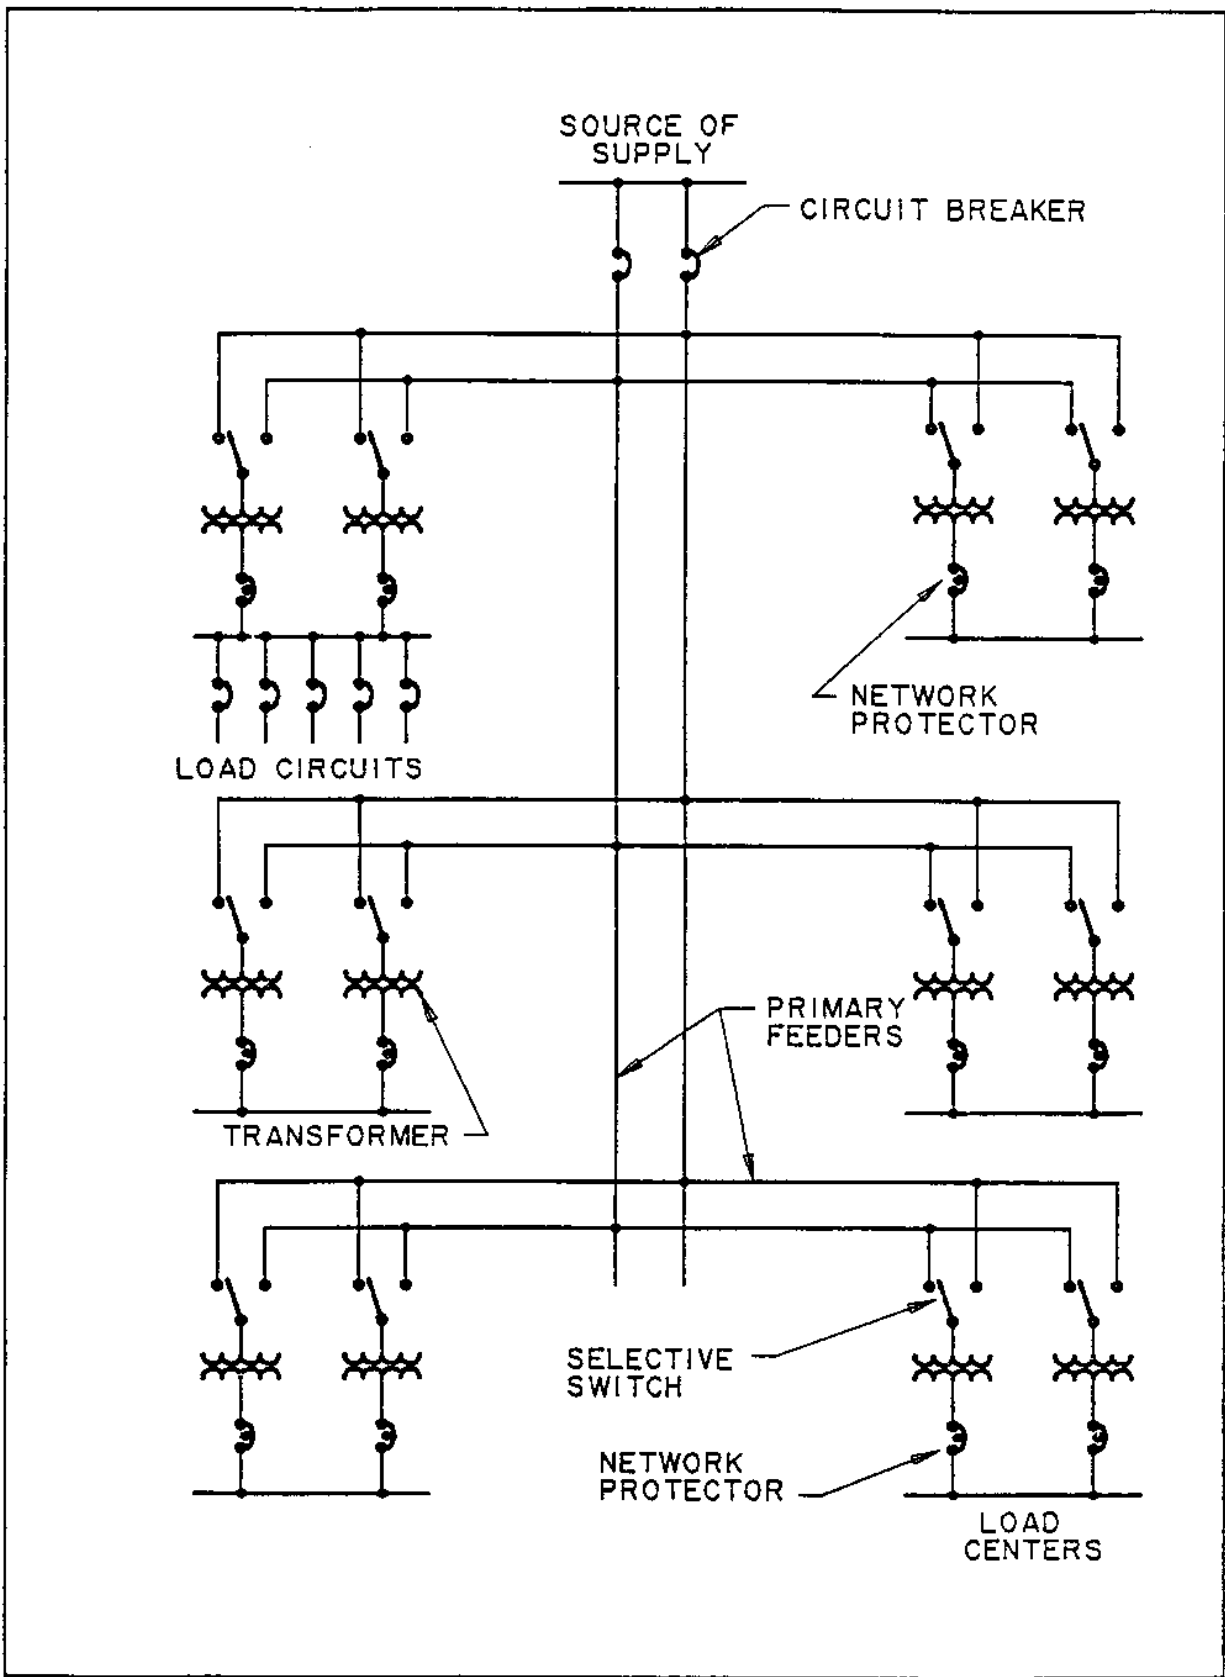 SOURCE OF
SUPPLY
CIRCUIT BREAKER
NETWORK
PROTECTOR
LOAD CIRCUITS
PRIMARY
FEEDERS
TRANSFORMER
SELECTIVE
SWITCH
NETWORK
PROTECTOR
LOAD
CENTERS